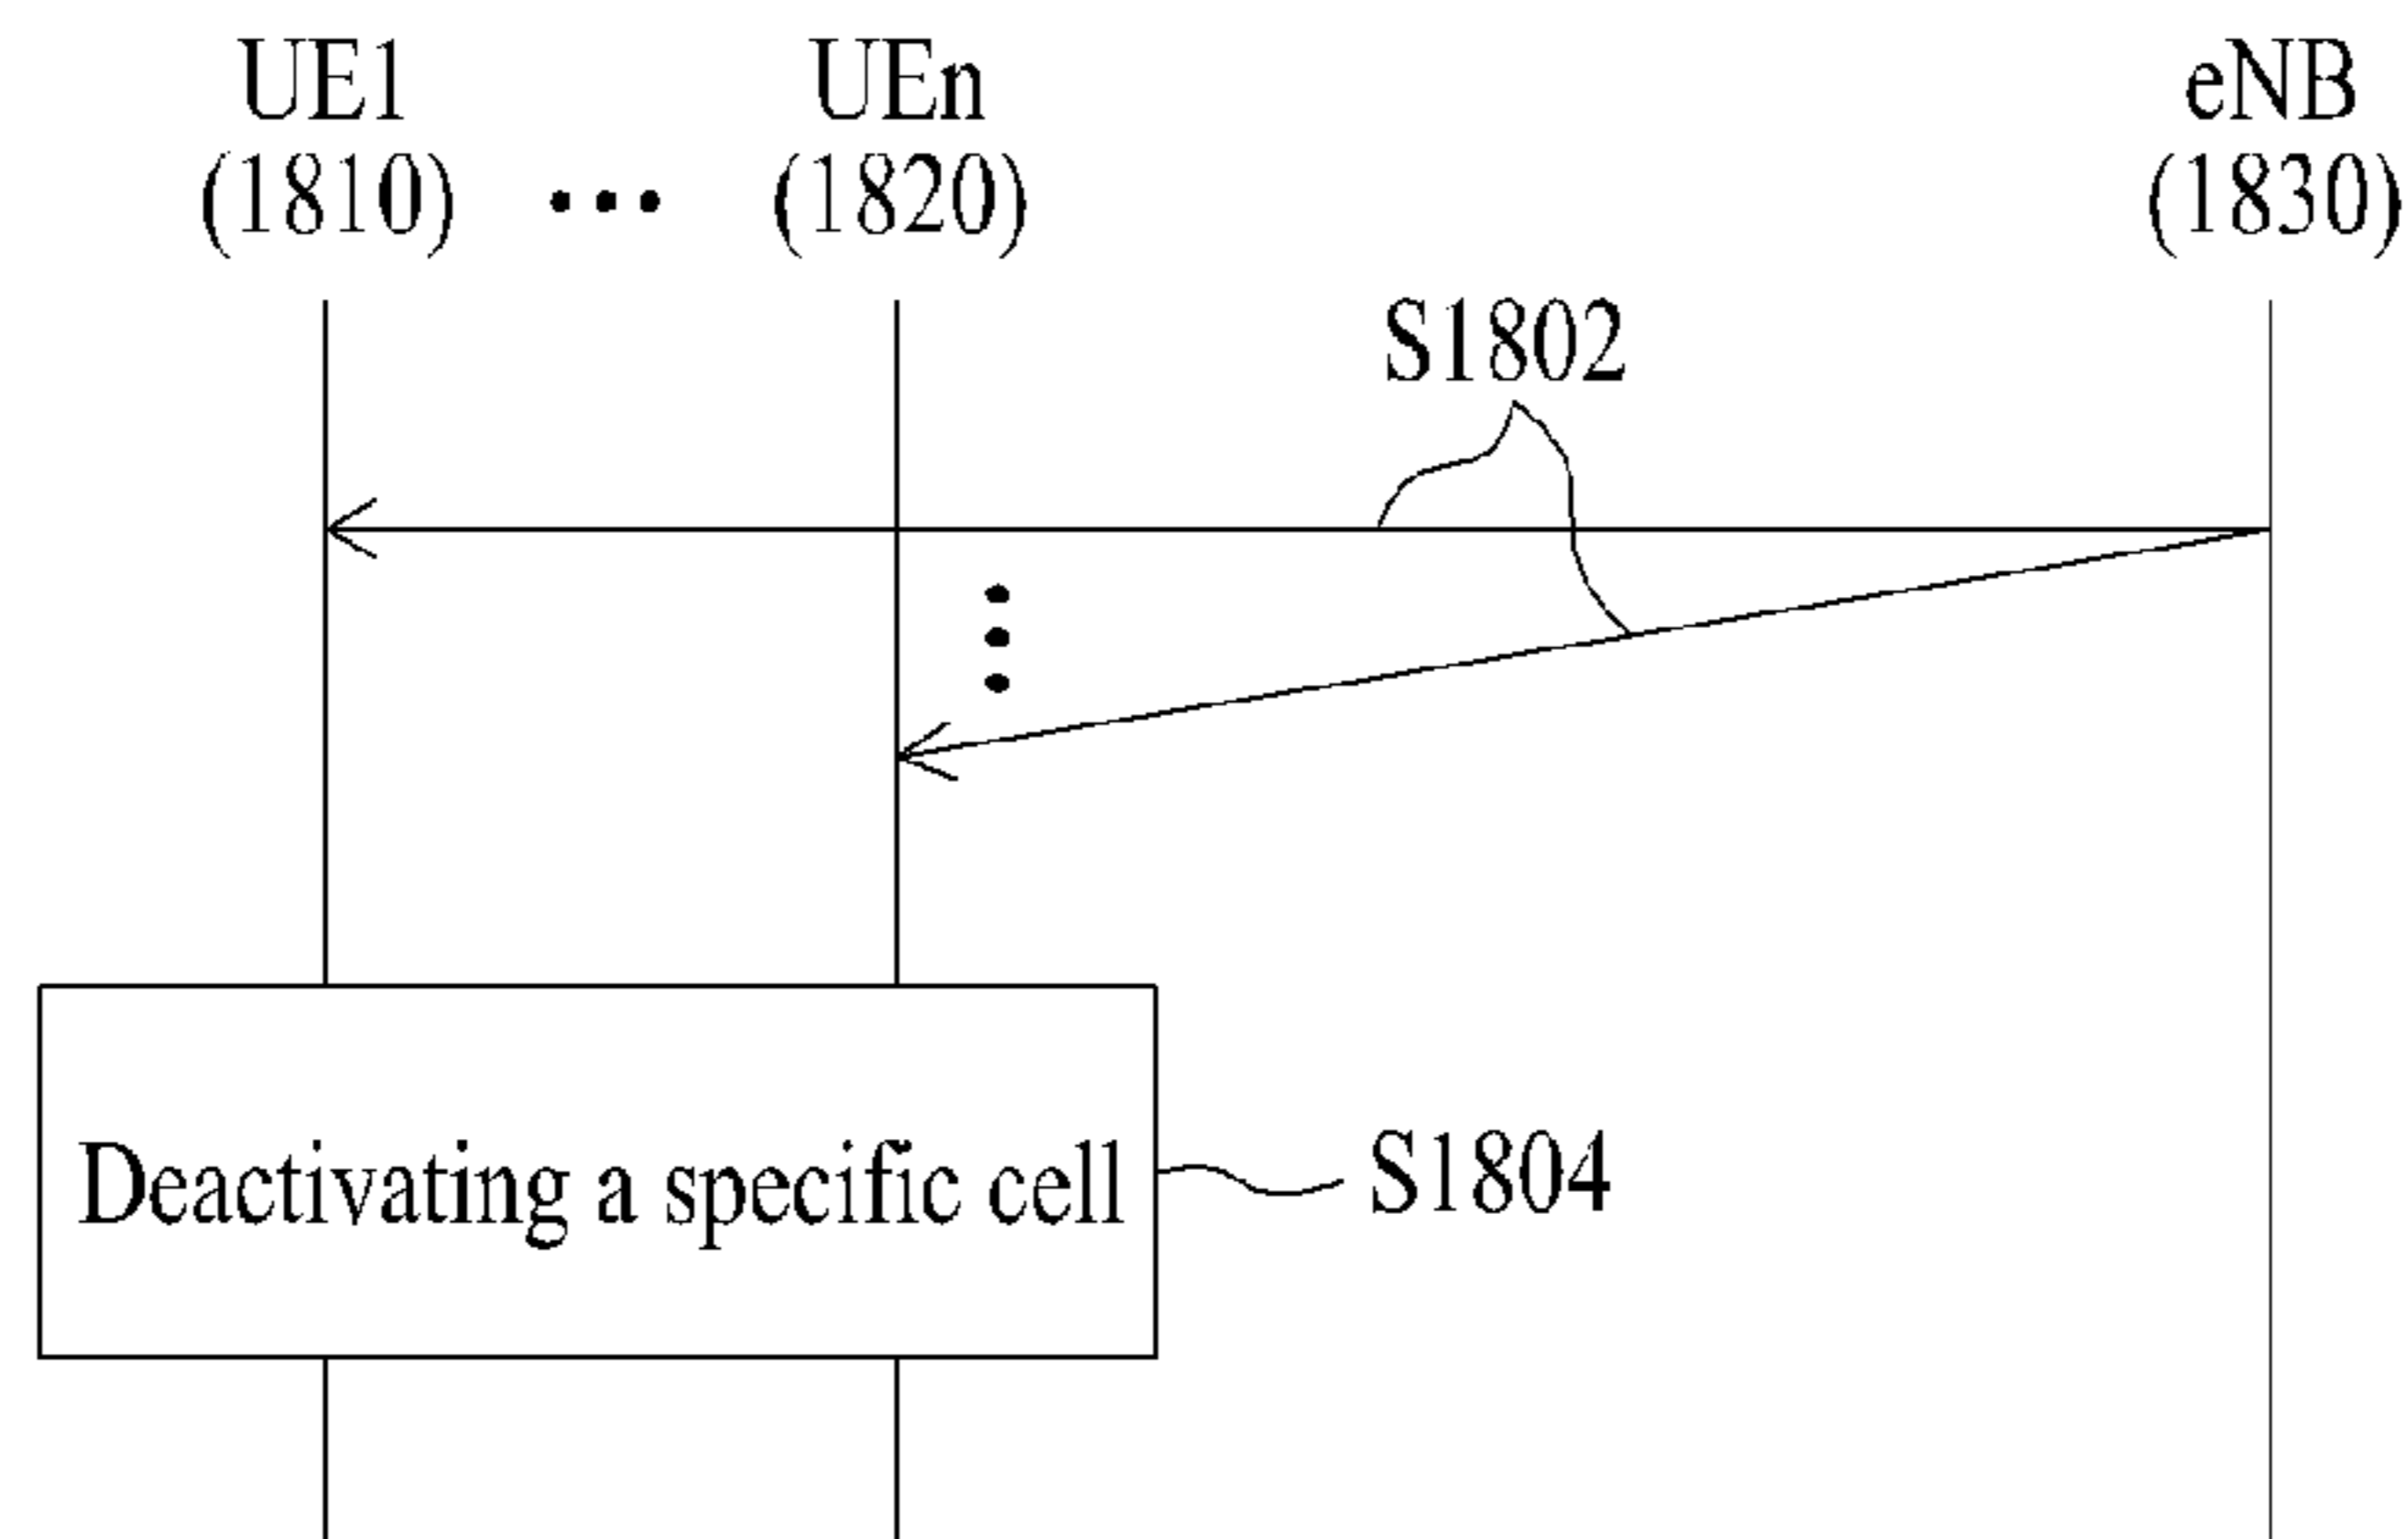 UE1
(1810)
UEn
(1820)
eNB
(1830)
S1802
Deactivating a specific cell
S1804